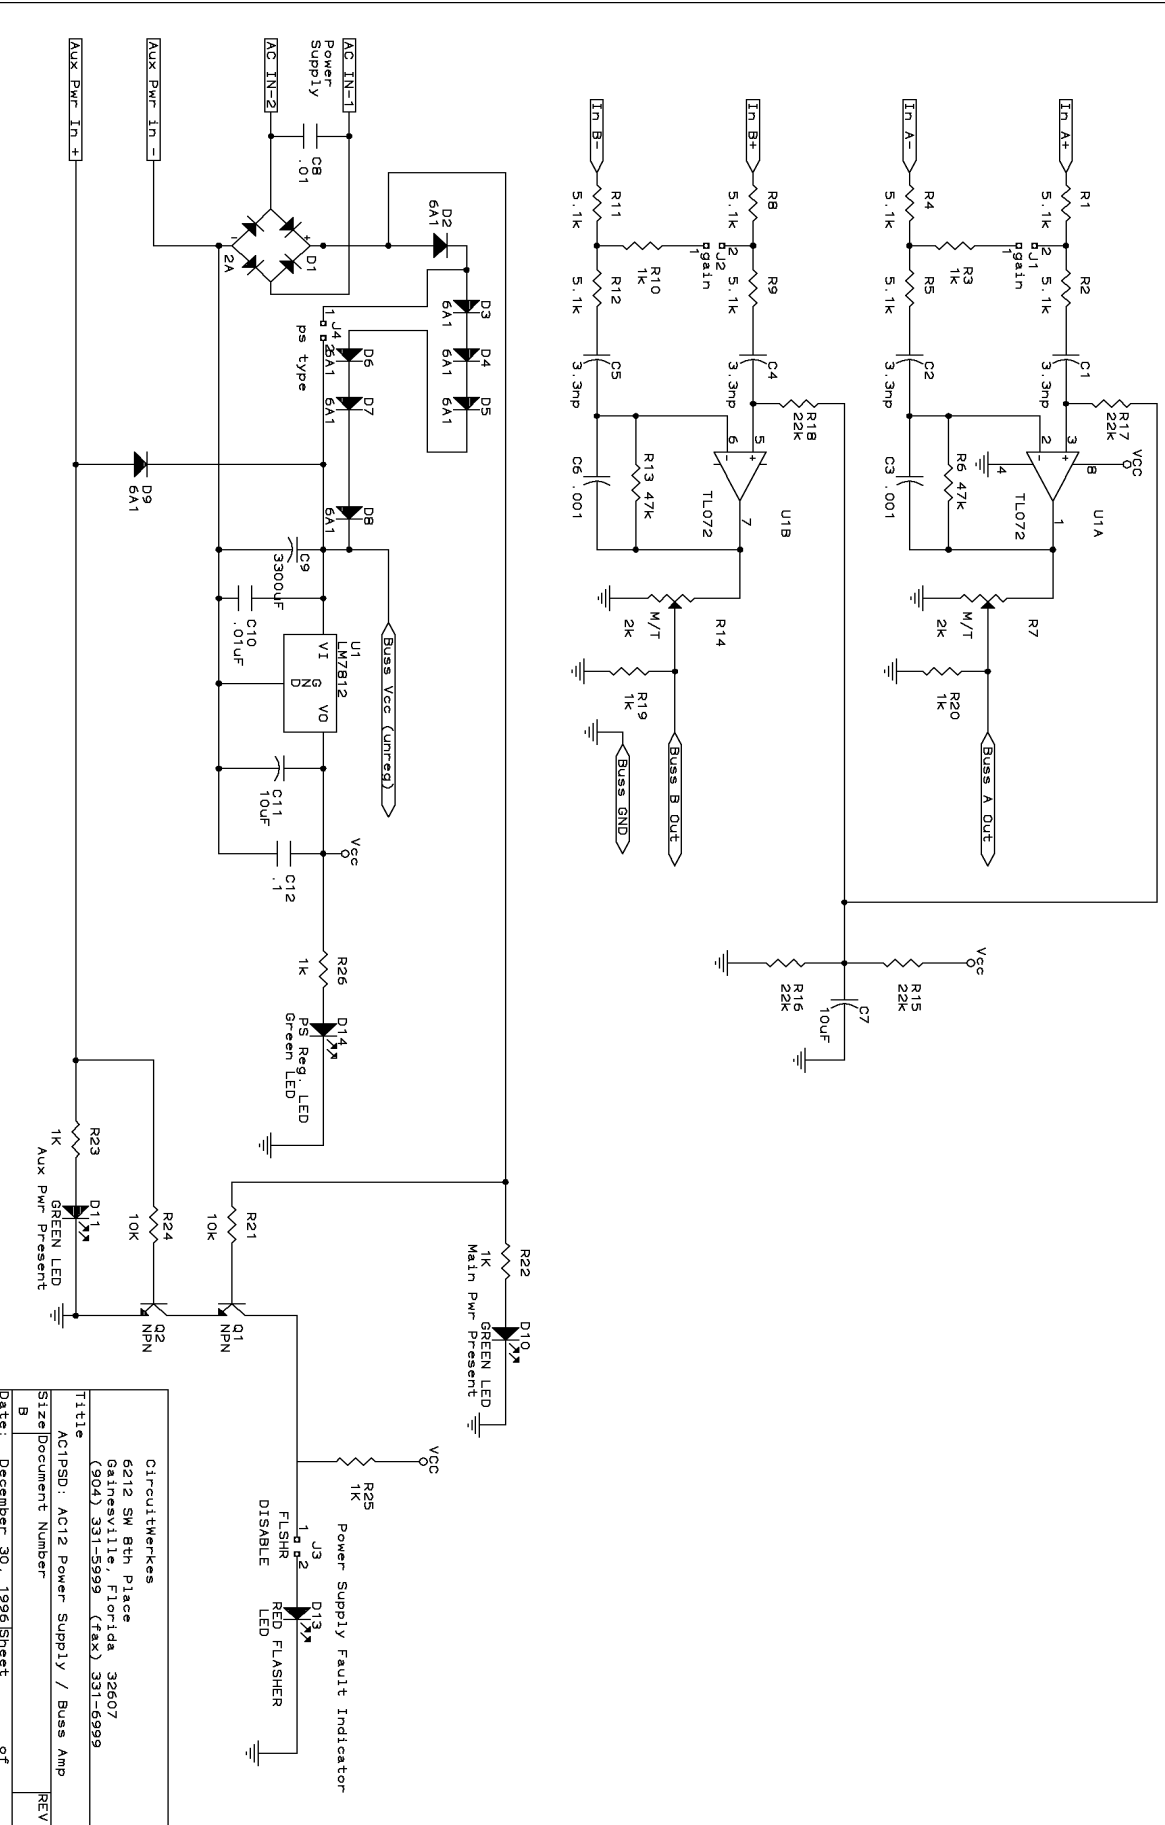 In A+
R1
5.1k
R2
5.1k
J1
2
1
gain
R3
1k
In A-
R4
5.1k
R5
5.1k
C1
3.3np
C2
3.3np
R17
22k
VCC
8
3
+
2
-
4
1
U1A
TL072
R6 47k
C3 .001
R7
M/T
2k
R20
1k
Buss A Out
In B+
R8
5.1k
R9
5.1k
J2
2
1
gain
R10
1k
In B-
R11
5.1k
R12
5.1k
C4
3.3np
C5
3.3np
R18
22k
5
+
6
-
7
U1B
TL072
R13 47k
C6 .001
R14
M/T
2k
R19
1k
Buss B Out
Buss GND
Vcc
R15
22k
R16
22k
C7
10uF
Power
Supply
AC IN-1
AC IN-2
C8
.01
D1
+
-
2A
D2
6A1
D3
6A1
D4
6A1
D5
6A1
J4
1
2
ps type
D6
6A1
D7
6A1
D8
6A1
D9
6A1
Aux Pwr in -
Aux Pwr In +
C9
3300uF
C10
.01uF
Buss Vcc (unreg)
U1
LM7812
VI
VO
GND
C11
10uF
C12
.1
Vcc
R26
1k
D14
PS Reg. LED
Green LED
R22
1K
D10
GREEN LED
Main Pwr Present
R21
10k
Q1
NPN
R24
10K
Q2
NPN
R23
1K
D11
GREEN LED
Aux Pwr Present
VCC
R25
1K
Power Supply Fault Indicator
J3
1
2
FLSHR
DISABLE
D13
RED FLASHER
LED
CircuitWerkes
6212 SW 8th Place
Gainesville, Florida 32607
(904) 331-5999 (fax) 331-6999
Title
AC1PSD: AC12 Power Supply / Buss Amp
Size Document Number REV
B
Date: December 30, 1996 Sheet of